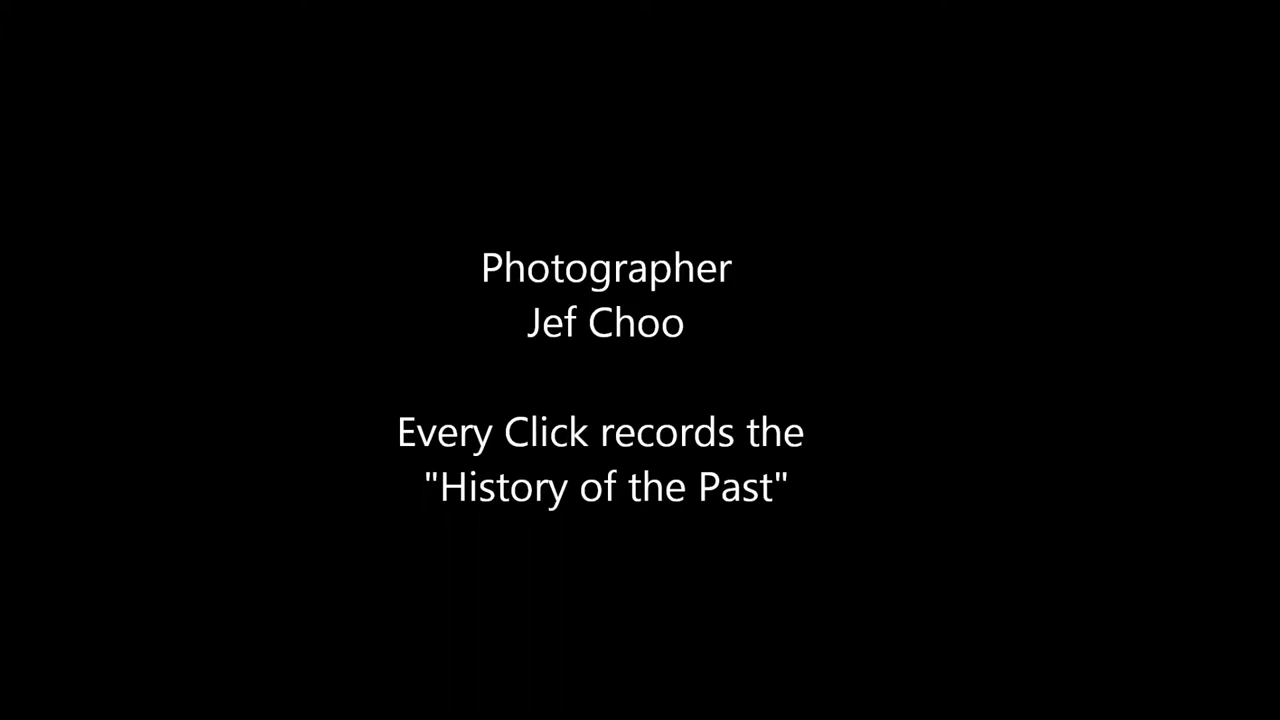 Photographer
Jef Choo
Every Click records the
"History of the Past"